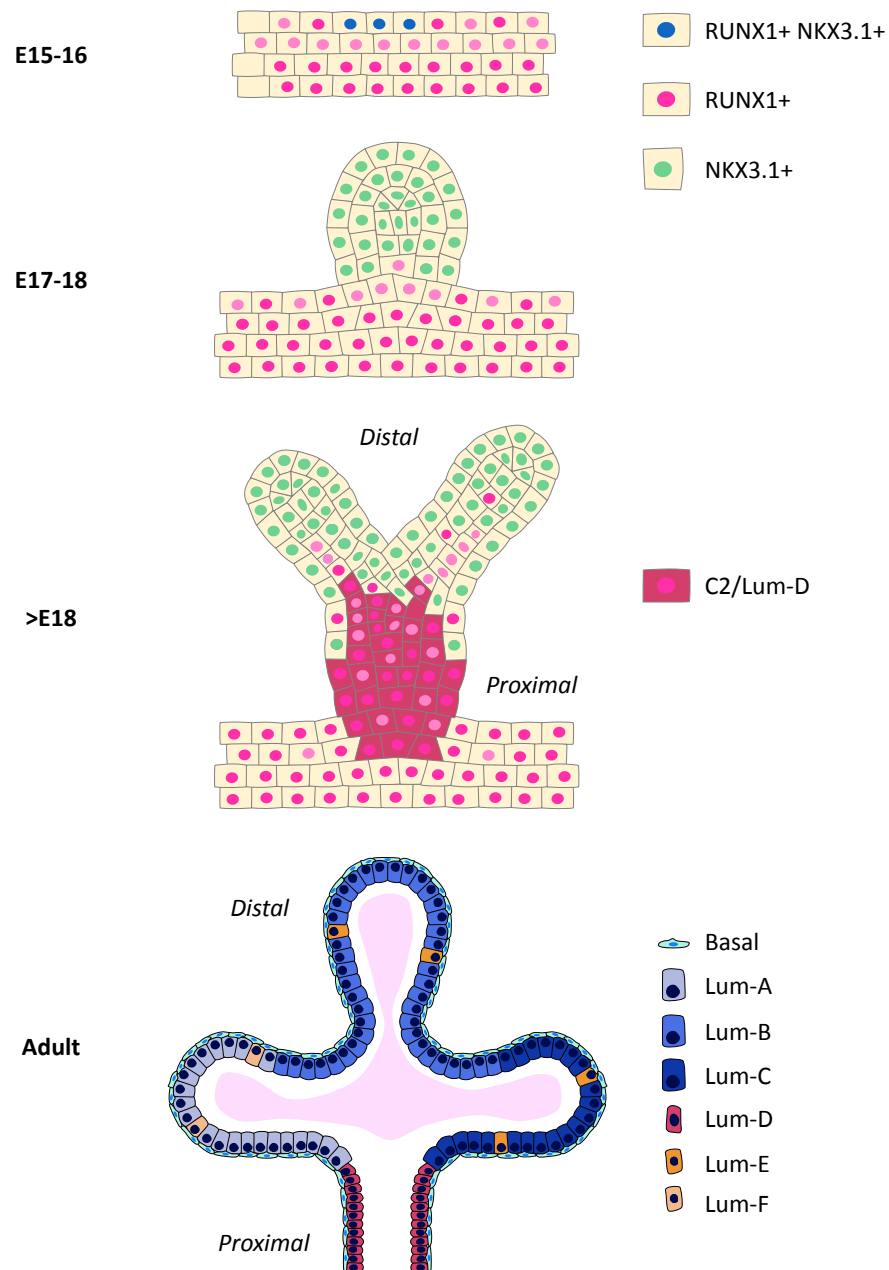 E15-16
RUNX1+ NKX3.1+
RUNX1+
NKX3.1+
E17-18
Distal
C2/Lum-D
>E18
Proximal
Distal
Basal
Lum-A
Lum-B
Adult
Lum-C
Lum-D
Lum-E
Lum-F
Proximal